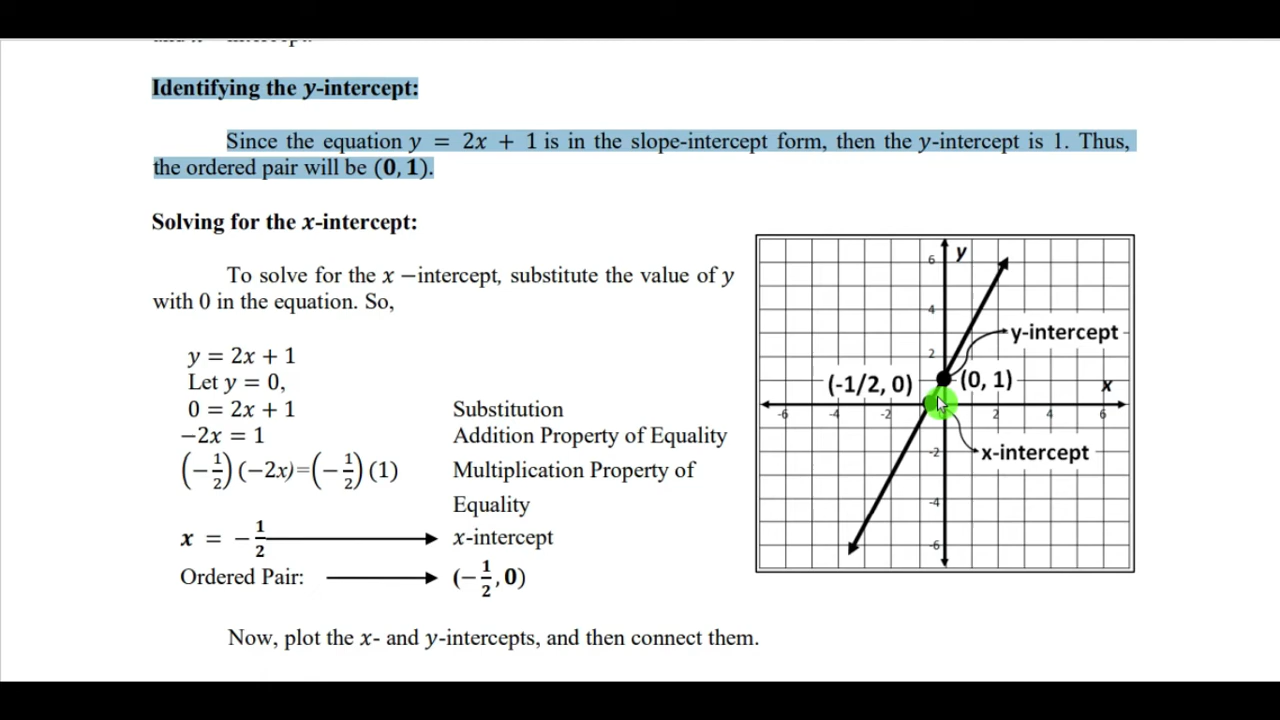 Identifying the y-intercept:
Since the equation y = 2x + 1 is in the slope-intercept form, then the y-intercept is 1. Thus,
the ordered pair will be (0, 1).
Solving for the x-intercept:
To solve for the x −intercept, substitute the value of y
with 0 in the equation. So,
y = 2x + 1
Let y = 0,
0 = 2x + 1 Substitution
−2x = 1 Addition Property of Equality
(−1/2)(−2x)=(−1/2)(1) Multiplication Property of
Equality
x = −1/2 x-intercept
Ordered Pair: (−1/2, 0)
Now, plot the x- and y-intercepts, and then connect them.
y
6
4
y-intercept
2
(-1/2, 0) (0, 1) x
-6 -4 -2 2 4 6
-2 x-intercept
-4
-6